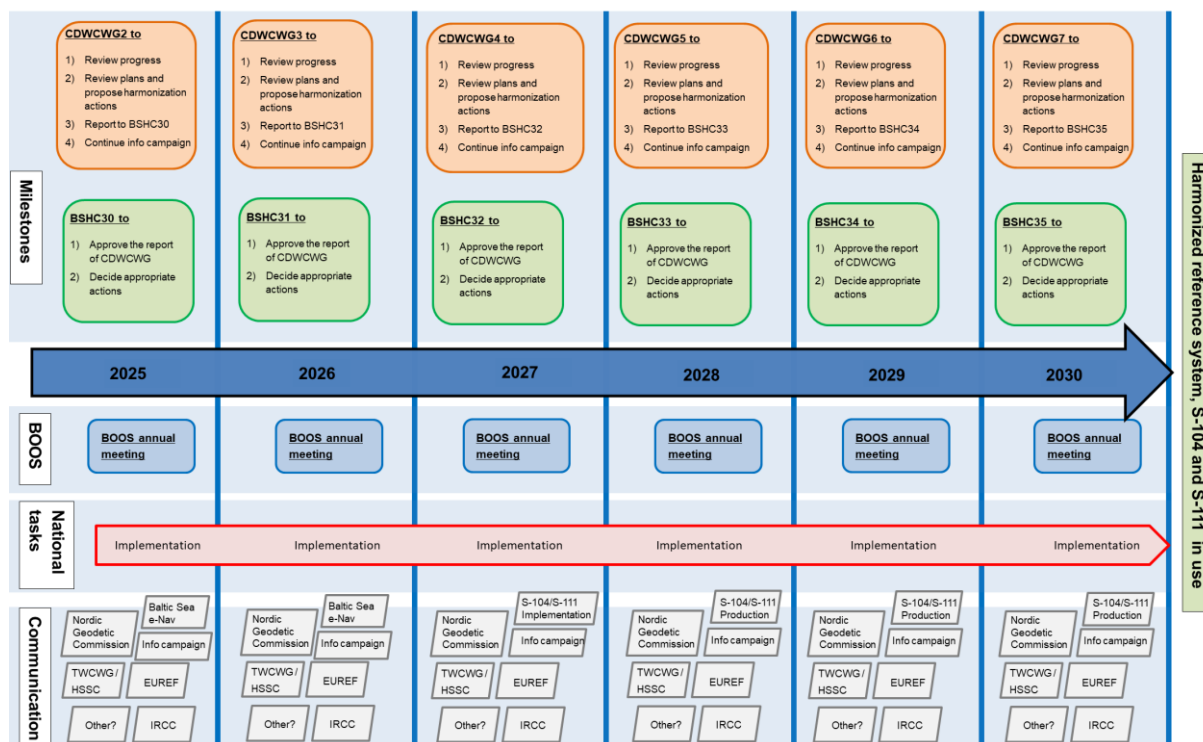 Milestones
CDWCWG2 to
1) Review progress
2) Review plans and
propose harmonization
actions
3) Report to BSHC30
4) Continue info campaign
CDWCWG3 to
1) Review progress
2) Review plans and
propose harmonization
actions
3) Report to BSHC31
4) Continue info campaign
CDWCWG4 to
1) Review progress
2) Review plans and
propose harmonization
actions
3) Report to BSHC32
4) Continue info campaign
CDWCWG5 to
1) Review progress
2) Review plans and
propose harmonization
actions
3) Report to BSHC33
4) Continue info campaign
CDWCWG6 to
1) Review progress
2) Review plans and
propose harmonization
actions
3) Report to BSHC34
4) Continue info campaign
CDWCWG7 to
1) Review progress
2) Review plans and
propose harmonization
actions
3) Report to BSHC35
4) Continue info campaign
BSHC30 to
1) Approve the report
of CDWCWG
2) Decide appropriate
actions
BSHC31 to
1) Approve the report
of CDWCWG
2) Decide appropriate
actions
BSHC32 to
1) Approve the report
of CDWCWG
2) Decide appropriate
actions
BSHC33 to
1) Approve the report
of CDWCWG
2) Decide appropriate
actions
BSHC34 to
1) Approve the report
of CDWCWG
2) Decide appropriate
actions
BSHC35 to
1) Approve the report
of CDWCWG
2) Decide appropriate
actions
2025
2026
2027
2028
2029
2030
BOOS
BOOS annual
meeting
BOOS annual
meeting
BOOS annual
meeting
BOOS annual
meeting
BOOS annual
meeting
BOOS annual
meeting
National
tasks
Implementation
Implementation
Implementation
Implementation
Implementation
Implementation
Communication
Nordic
Geodetic
Commission
Baltic Sea
e-Nav
Info campaign
TWCWG /
HSSC
EUREF
Other?
IRCC
Nordic
Geodetic
Commission
Baltic Sea
e-Nav
Info campaign
TWCWG /
HSSC
EUREF
Other?
IRCC
Nordic
Geodetic
Commission
S-104/S-111
Implementation
Info campaign
TWCWG /
HSSC
EUREF
Other?
IRCC
Nordic
Geodetic
Commission
S-104/S-111
Production
Info campaign
TWCWG /
HSSC
EUREF
Other?
IRCC
Nordic
Geodetic
Commission
S-104/S-111
Production
Info campaign
TWCWG /
HSSC
EUREF
Other?
IRCC
Nordic
Geodetic
Commission
S-104/S-111
Production
Info campaign
TWCWG /
HSSC
EUREF
Other?
IRCC
Harmonized reference system, S-104 and S-111 in use